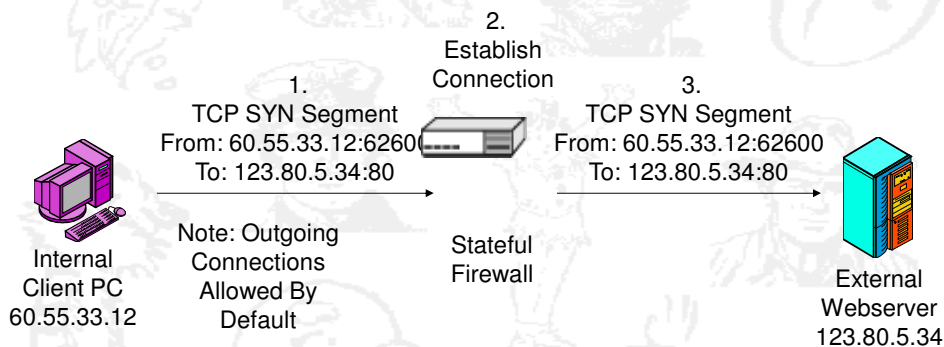 2.
Establish
Connection
1.
TCP SYN Segment
From: 60.55.33.12:62600
To: 123.80.5.34:80
3.
TCP SYN Segment
From: 60.55.33.12:62600
To: 123.80.5.34:80
Note: Outgoing
Connections
Allowed By
Default
Stateful
Firewall
Internal
Client PC
60.55.33.12
External
Webserver
123.80.5.34